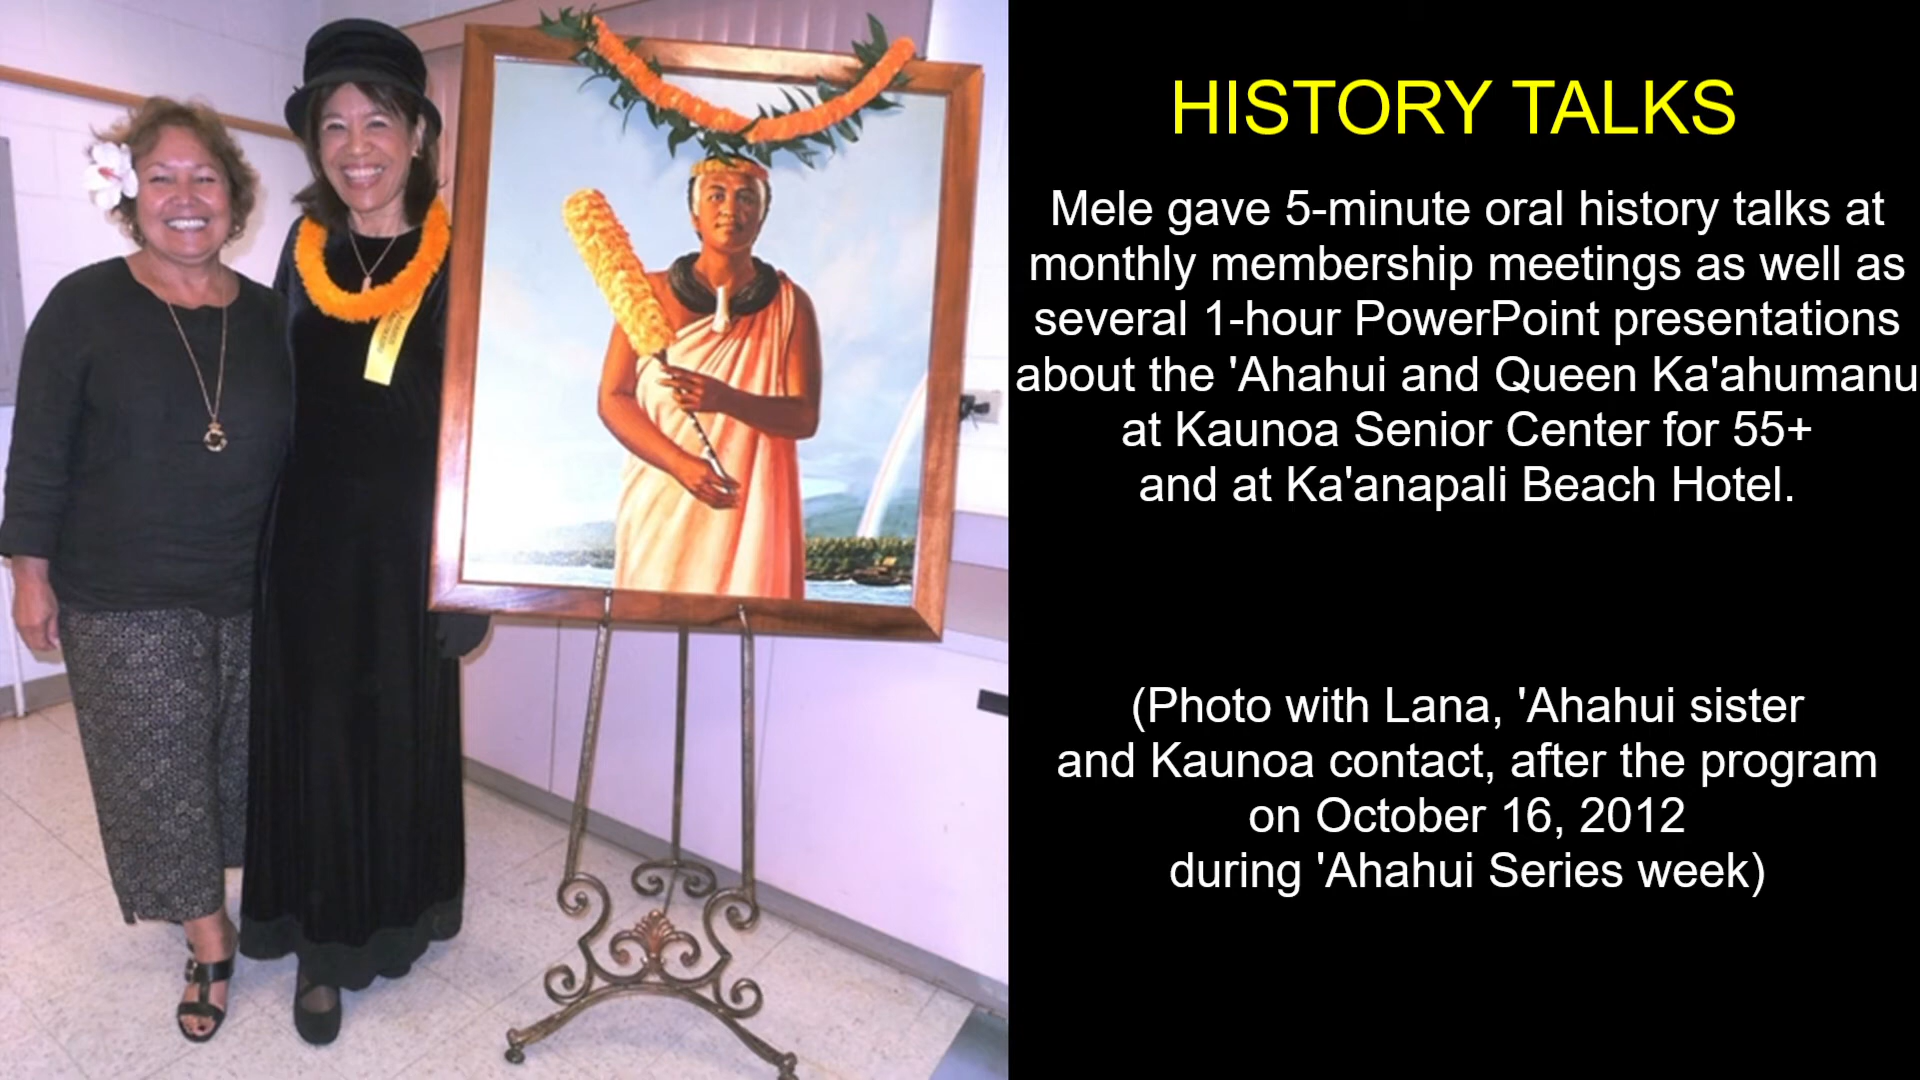 HISTORY TALKS
Mele gave 5-minute oral history talks at
monthly membership meetings as well as
several 1-hour PowerPoint presentations
about the 'Ahahui and Queen Ka'ahumanu
at Kaunoa Senior Center for 55+
and at Ka'anapali Beach Hotel.
(Photo with Lana, 'Ahahui sister
and Kaunoa contact, after the program
on October 16, 2012
during 'Ahahui Series week)